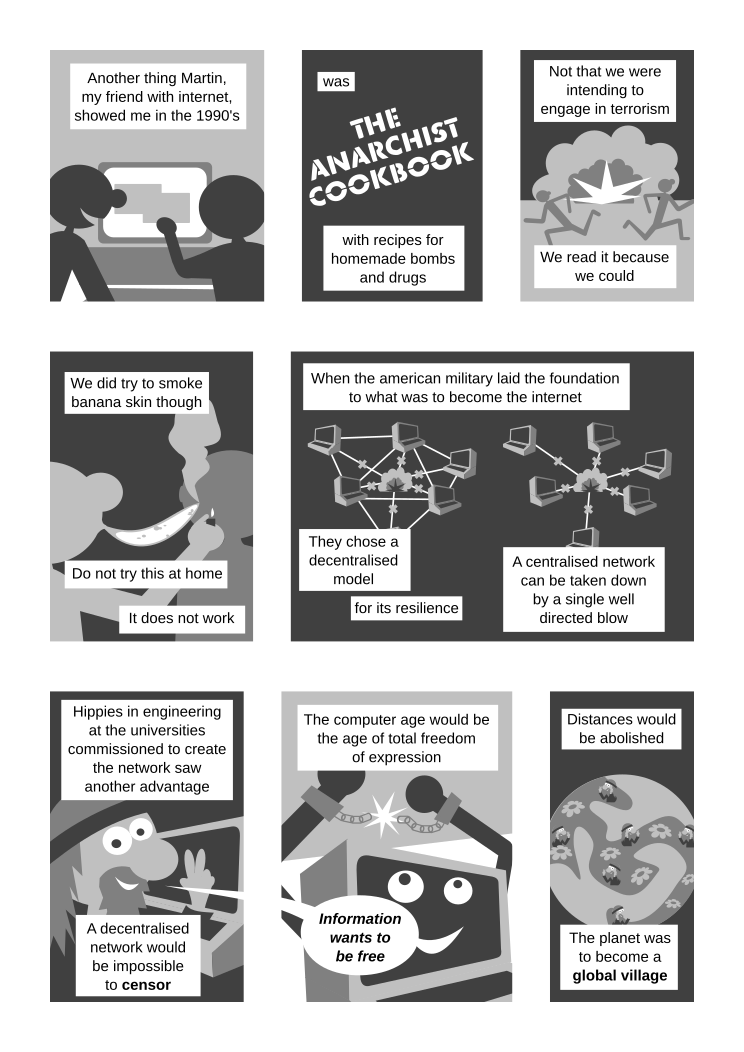 Another thing Martin,
my friend with internet,
showed me in the 1990's
was
THE
ANARCHIST
COOKBOOK
with recipes for
homemade bombs
and drugs
Not that we were
intending to
engage in terrorism
We read it because
we could
We did try to smoke
banana skin though
Do not try this at home
It does not work
When the american military laid the foundation
to what was to become the internet
They chose a
decentralised
model
for its resilience
A centralised network
can be taken down
by a single well
directed blow
Hippies in engineering
at the universities
commissioned to create
the network saw
another advantage
A decentralised
network would
be impossible
to censor
The computer age would be
the age of total freedom
of expression
Information
wants to
be free
Distances would
be abolished
The planet was
to become a
global village